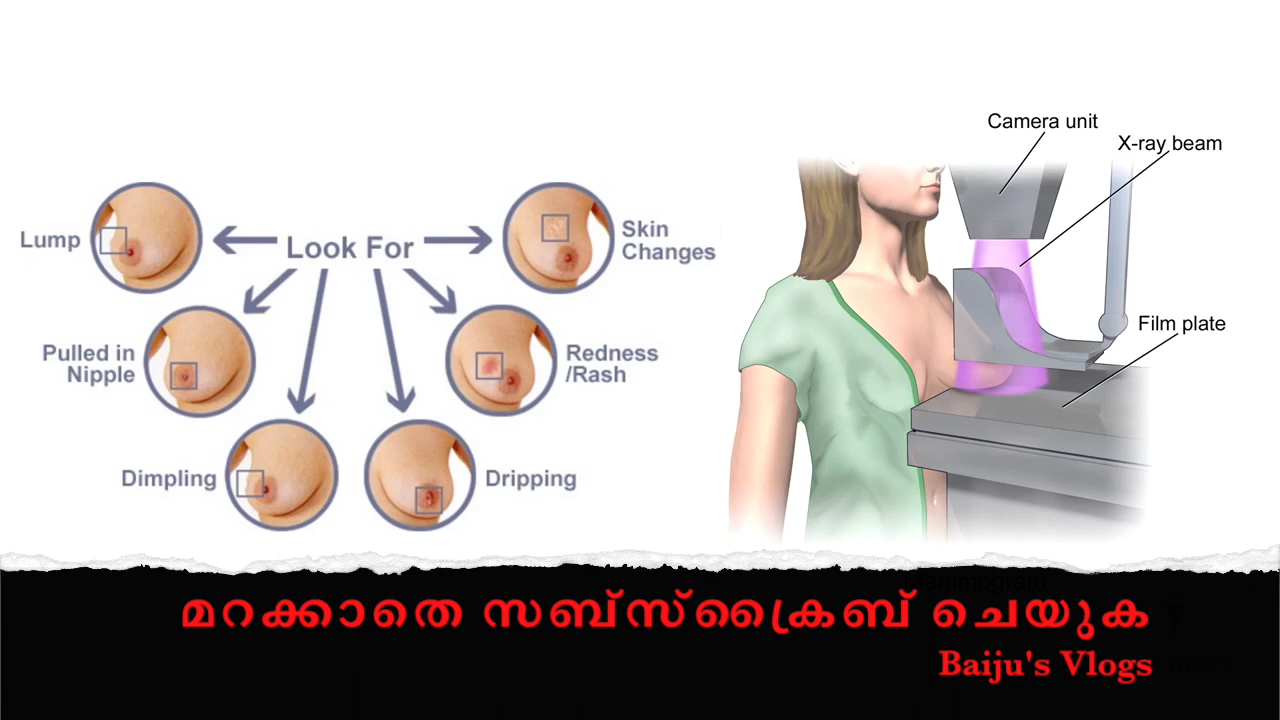 Camera unit
X-ray beam
Lump
Look For
Skin
Changes
Film plate
Pulled in
Nipple
Redness
/Rash
Dimpling
Dripping
Mammogram
മറക്കാതെ സബ്സ്ക്രൈബ് ചെയുക
Baiju's Vlogs